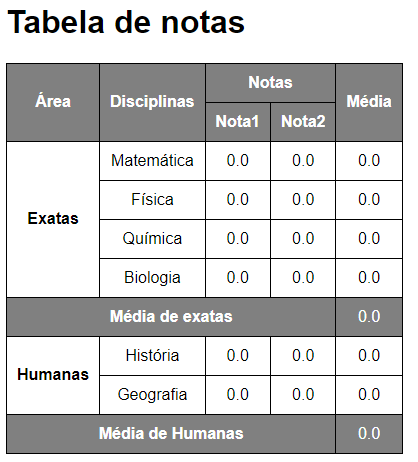 Tabela de notas
Área Disciplinas Notas Média
Nota1 Nota2
Exatas Matemática 0.0 0.0 0.0
Física 0.0 0.0 0.0
Química 0.0 0.0 0.0
Biologia 0.0 0.0 0.0
Média de exatas 0.0
Humanas História 0.0 0.0 0.0
Geografia 0.0 0.0 0.0
Média de Humanas 0.0